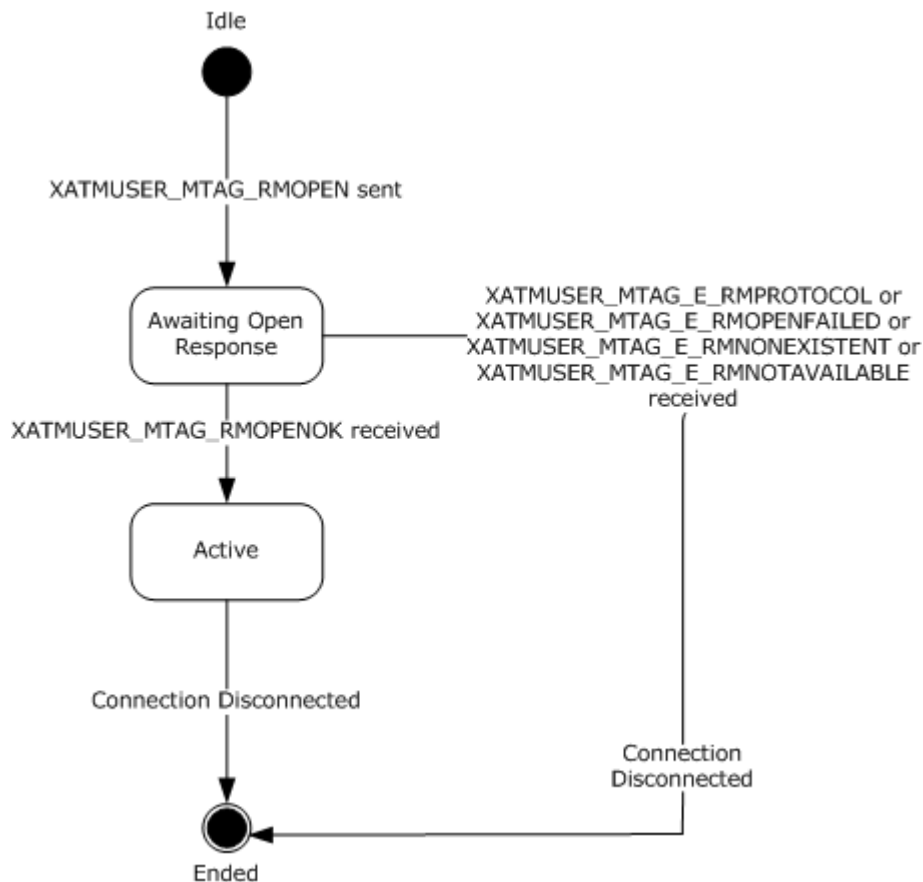 Idle
XATMUSER_MTAG_RMOPEN sent
Awaiting Open
Response
XATMUSER_MTAG_E_RMPROTOCOL or
XATMUSER_MTAG_E_RMOPENFAILED or
XATMUSER_MTAG_E_RMNONEXISTENT or
XATMUSER_MTAG_E_RMNOTAVAILABLE
received
XATMUSER_MTAG_RMOPENOK received
Active
Connection Disconnected
Connection
Disconnected
Ended